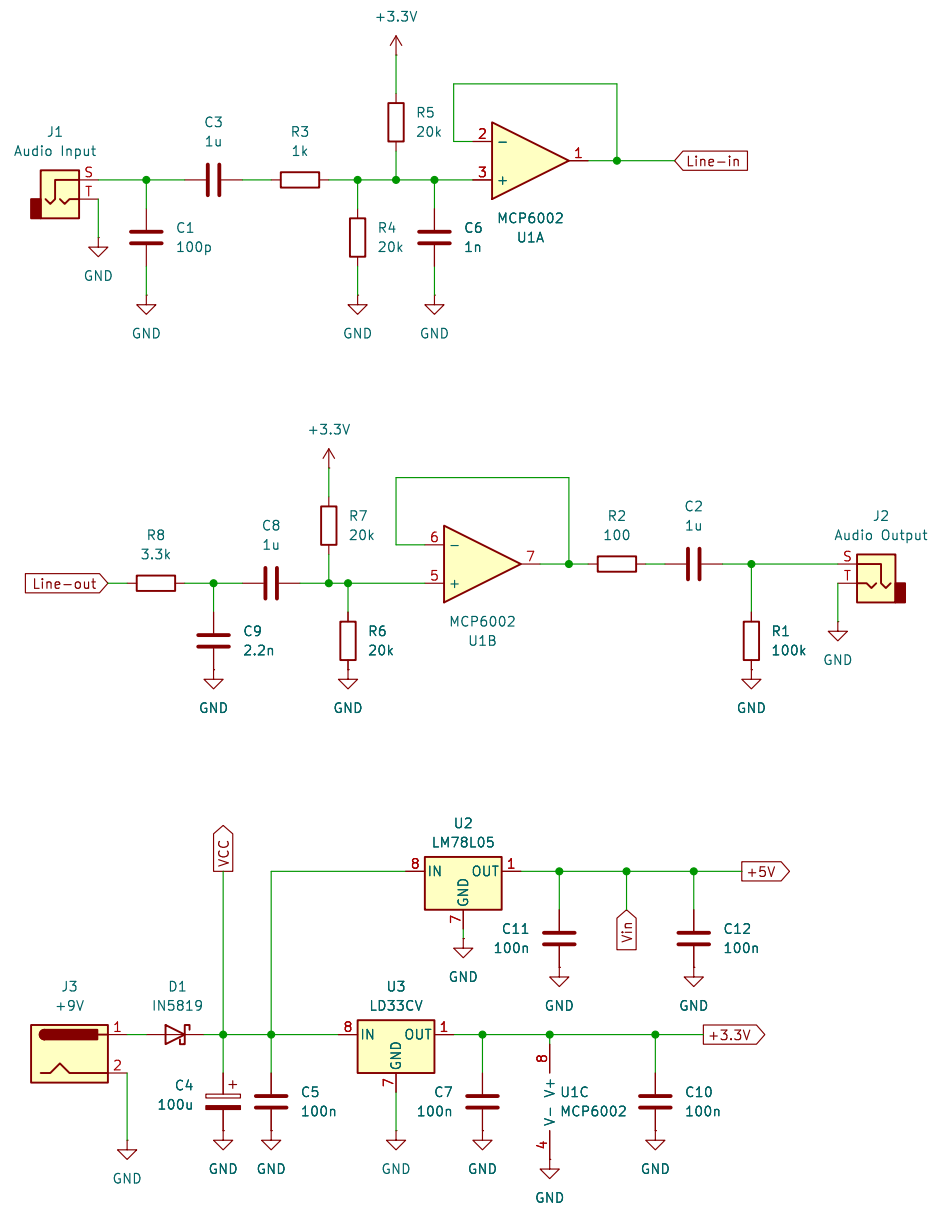 +3.3V
J1
Audio Input
S
T
GND
C1
100p
GND
C3
1u
R3
1k
R5
20k
R4
20k
GND
C6
1n
GND
2
-
3
+
1
MCP6002
U1A
Line-in
+3.3V
Line-out
R8
3.3k
C9
2.2n
GND
C8
1u
R7
20k
R6
20k
GND
6
-
5
+
7
MCP6002
U1B
R2
100
C2
1u
R1
100k
GND
J2
Audio Output
S
T
GND
VCC
U2
LM78L05
8
IN
OUT
1
GND
7
GND
C11
100n
GND
Vin
C12
100n
GND
+5V
J3
+9V
1
2
GND
D1
IN5819
C4
100u
+
GND
C5
100n
GND
U3
LD33CV
8
IN
OUT
1
GND
7
GND
C7
100n
GND
8
V+
V-
4
U1C
MCP6002
GND
C10
100n
GND
+3.3V